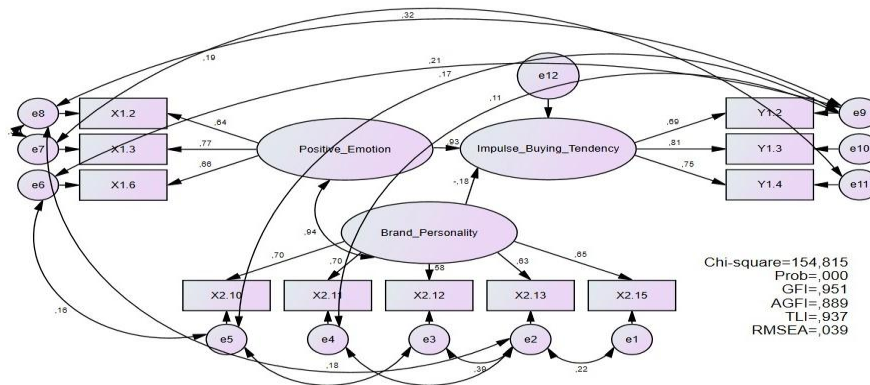 ,32
,19
,21
,17
e12
,11
e8
X1.2
Y1.2
e9
,64
,69
e7
X1.3
,77
Positive_Emotion
,93
Impulse_Buying_Tendency
,81
Y1.3
e10
,66
,75
e6
X1.6
Y1.4
e11
-,18
,94
Brand_Personality
,70
,70
,58
,63
,65
Chi-square=154,815
Prob=,000
GFI=,951
AGFI=,889
TLI=,937
RMSEA=,039
X2.10
X2.11
X2.12
X2.13
X2.15
,16
e5
e4
e3
e2
e1
,18
,39
,22